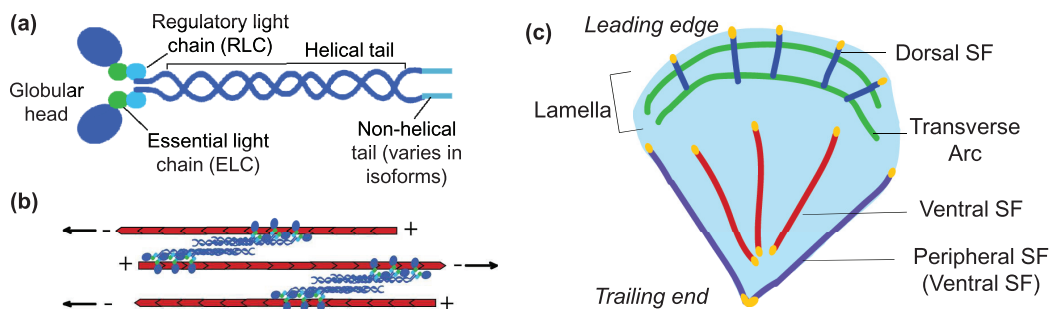 (a)
Regulatory light
chain (RLC)
Helical tail
Globular
head
Essential light
chain (ELC)
Non-helical
tail (varies in
isoforms)
(b)
- +
+ -
- +
(c)
Leading edge
Dorsal SF
Lamella
Transverse
Arc
Ventral SF
Peripheral SF
(Ventral SF)
Trailing end